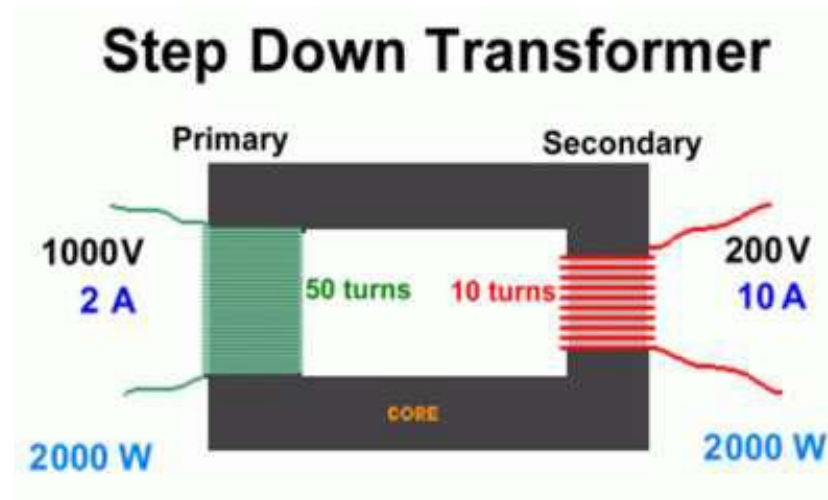 Step Down Transformer
Primary
Secondary
1000V
2 A
50 turns
10 turns
200V
10 A
CORE
2000 W
2000 W